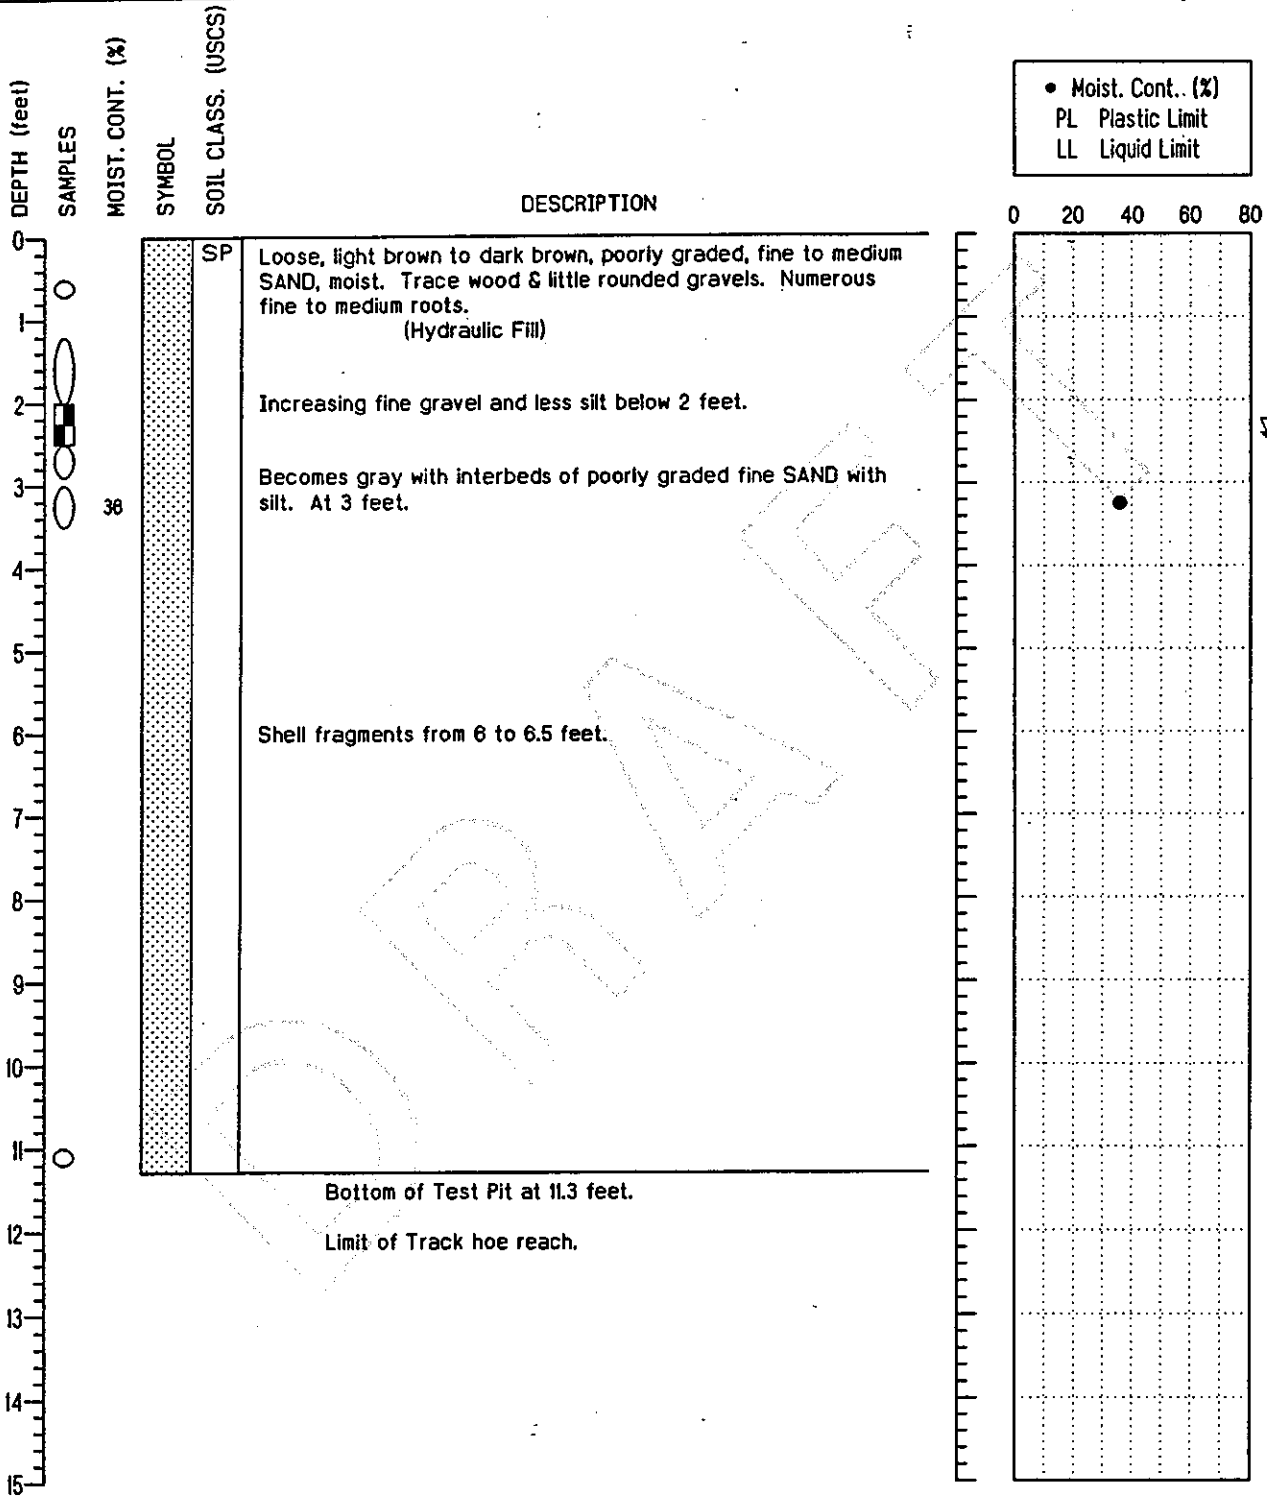 DEPTH (feet)
SAMPLES
MOIST. CONT. (%)
SYMBOL
SOIL CLASS. (USCS)
DESCRIPTION
● Moist. Cont. (%)
PL Plastic Limit
LL Liquid Limit
0 20 40 60 80
0
SP
Loose, light brown to dark brown, poorly graded, fine to medium
SAND, moist. Trace wood & little rounded gravels. Numerous
fine to medium roots.
(Hydraulic Fill)
1
2
Increasing fine gravel and less silt below 2 feet.
Becomes gray with interbeds of poorly graded fine SAND with
silt. At 3 feet.
3
36
4
5
6
Shell fragments from 6 to 6.5 feet.
7
8
9
10
11
Bottom of Test Pit at 11.3 feet.
12
Limit of Track hoe reach.
13
14
15
DRAFT